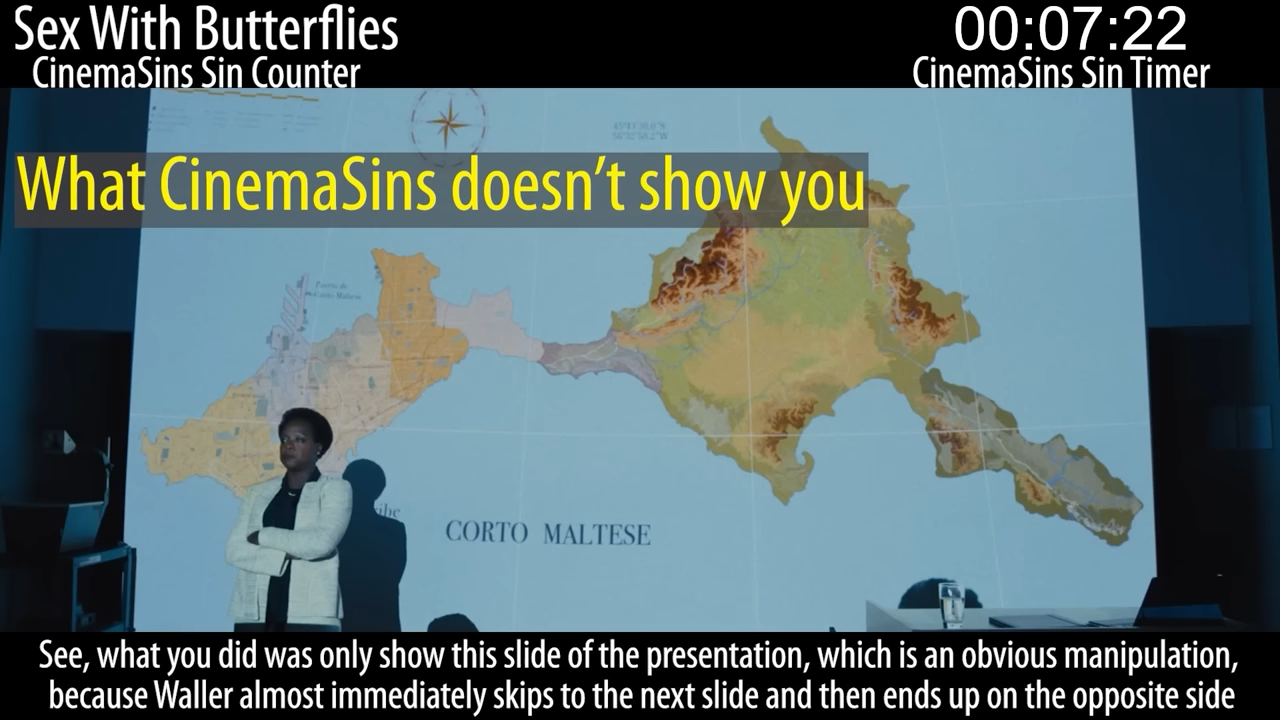 Sex With Butterflies
CinemaSins Sin Counter
00:07:22
CinemaSins Sin Timer
What CinemaSins doesn't show you
CORTO MALTESE
See, what you did was only show this slide of the presentation, which is an obvious manipulation,
because Waller almost immediately skips to the next slide and then ends up on the opposite side